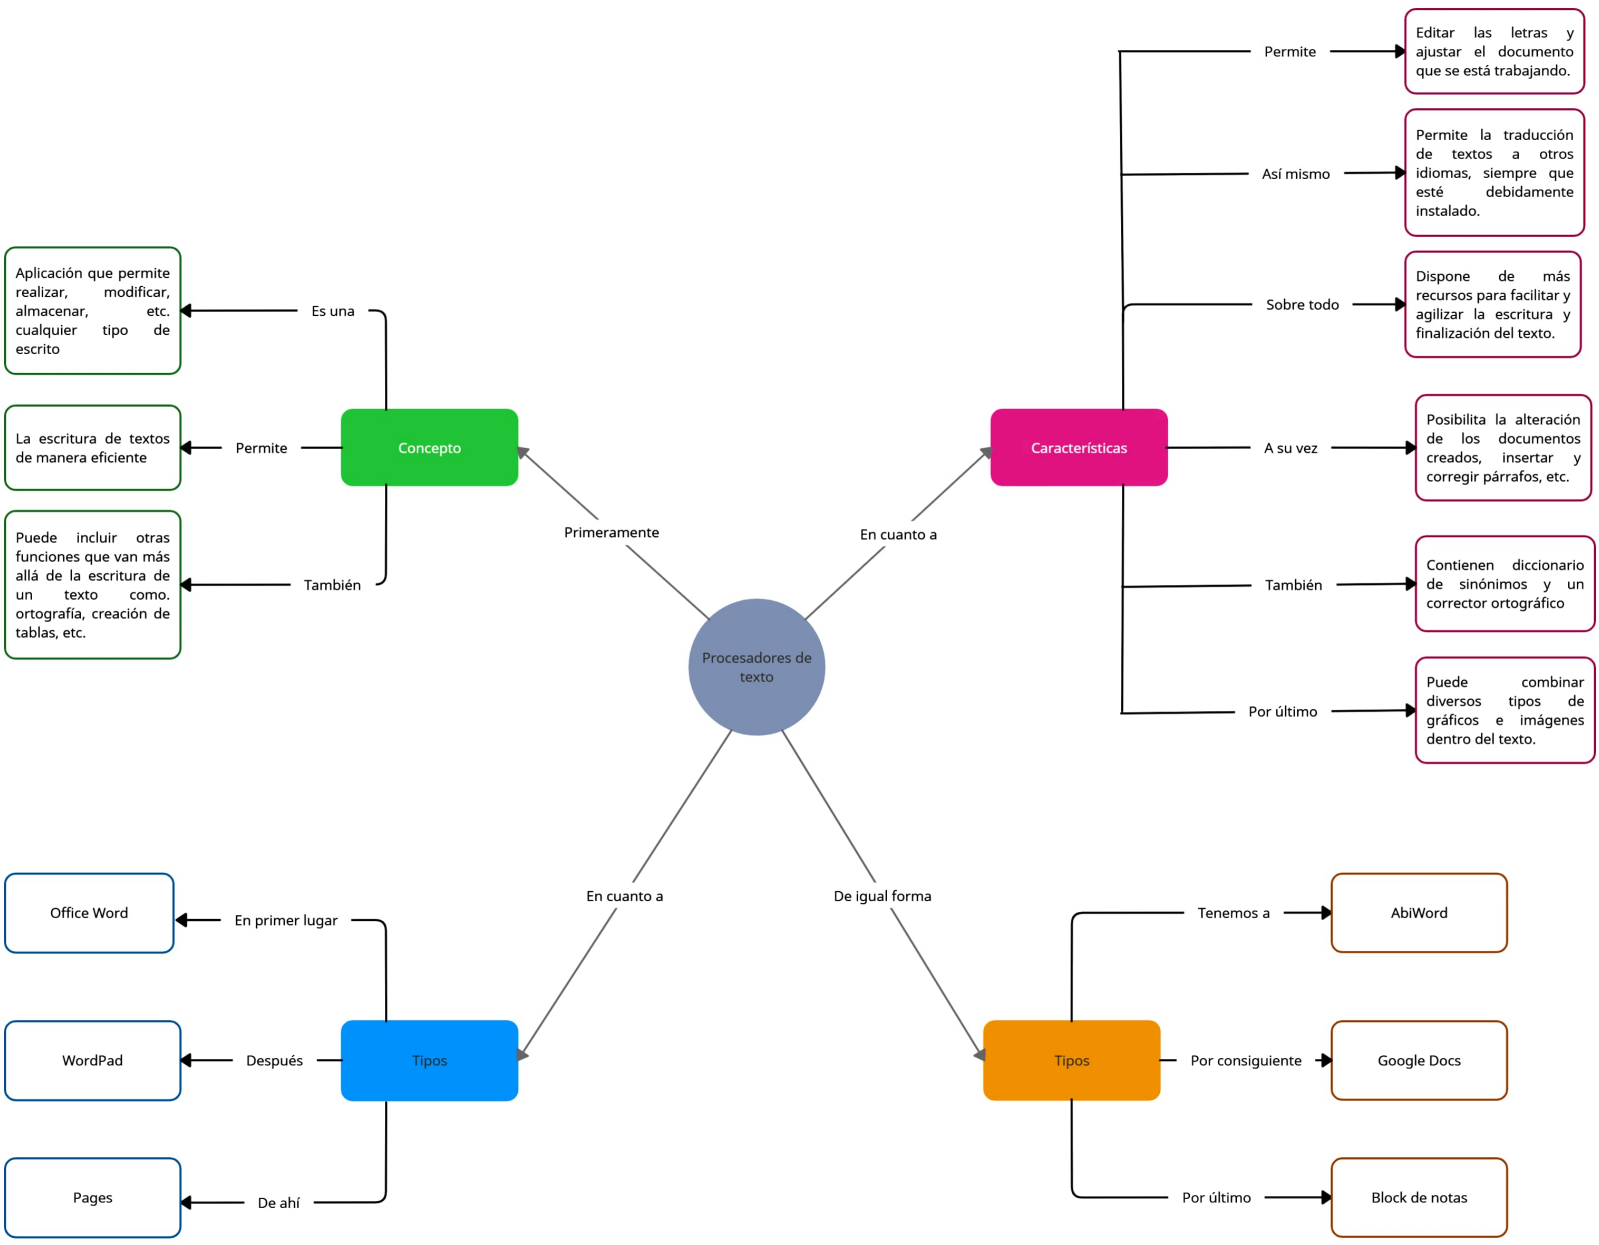 Procesadores de
texto
Primeramente
Concepto
Es una
Aplicación que permite
realizar, modificar,
almacenar, etc.
cualquier tipo de
escrito
Permite
La escritura de textos
de manera eficiente
También
Puede incluir otras
funciones que van más
allá de la escritura de
un texto como.
ortografía, creación de
tablas, etc.
En cuanto a
Características
Permite
Editar las letras y
ajustar el documento
que se está trabajando.
Así mismo
Permite la traducción
de textos a otros
idiomas, siempre que
esté debidamente
instalado.
Sobre todo
Dispone de más
recursos para facilitar y
agilizar la escritura y
finalización del texto.
A su vez
Posibilita la alteración
de los documentos
creados, insertar y
corregir párrafos, etc.
También
Contienen diccionario
de sinónimos y un
corrector ortográfico
Por último
Puede combinar
diversos tipos de
gráficos e imágenes
dentro del texto.
En cuanto a
Tipos
En primer lugar
Office Word
Después
WordPad
De ahí
Pages
De igual forma
Tipos
Tenemos a
AbiWord
Por consiguiente
Google Docs
Por último
Block de notas